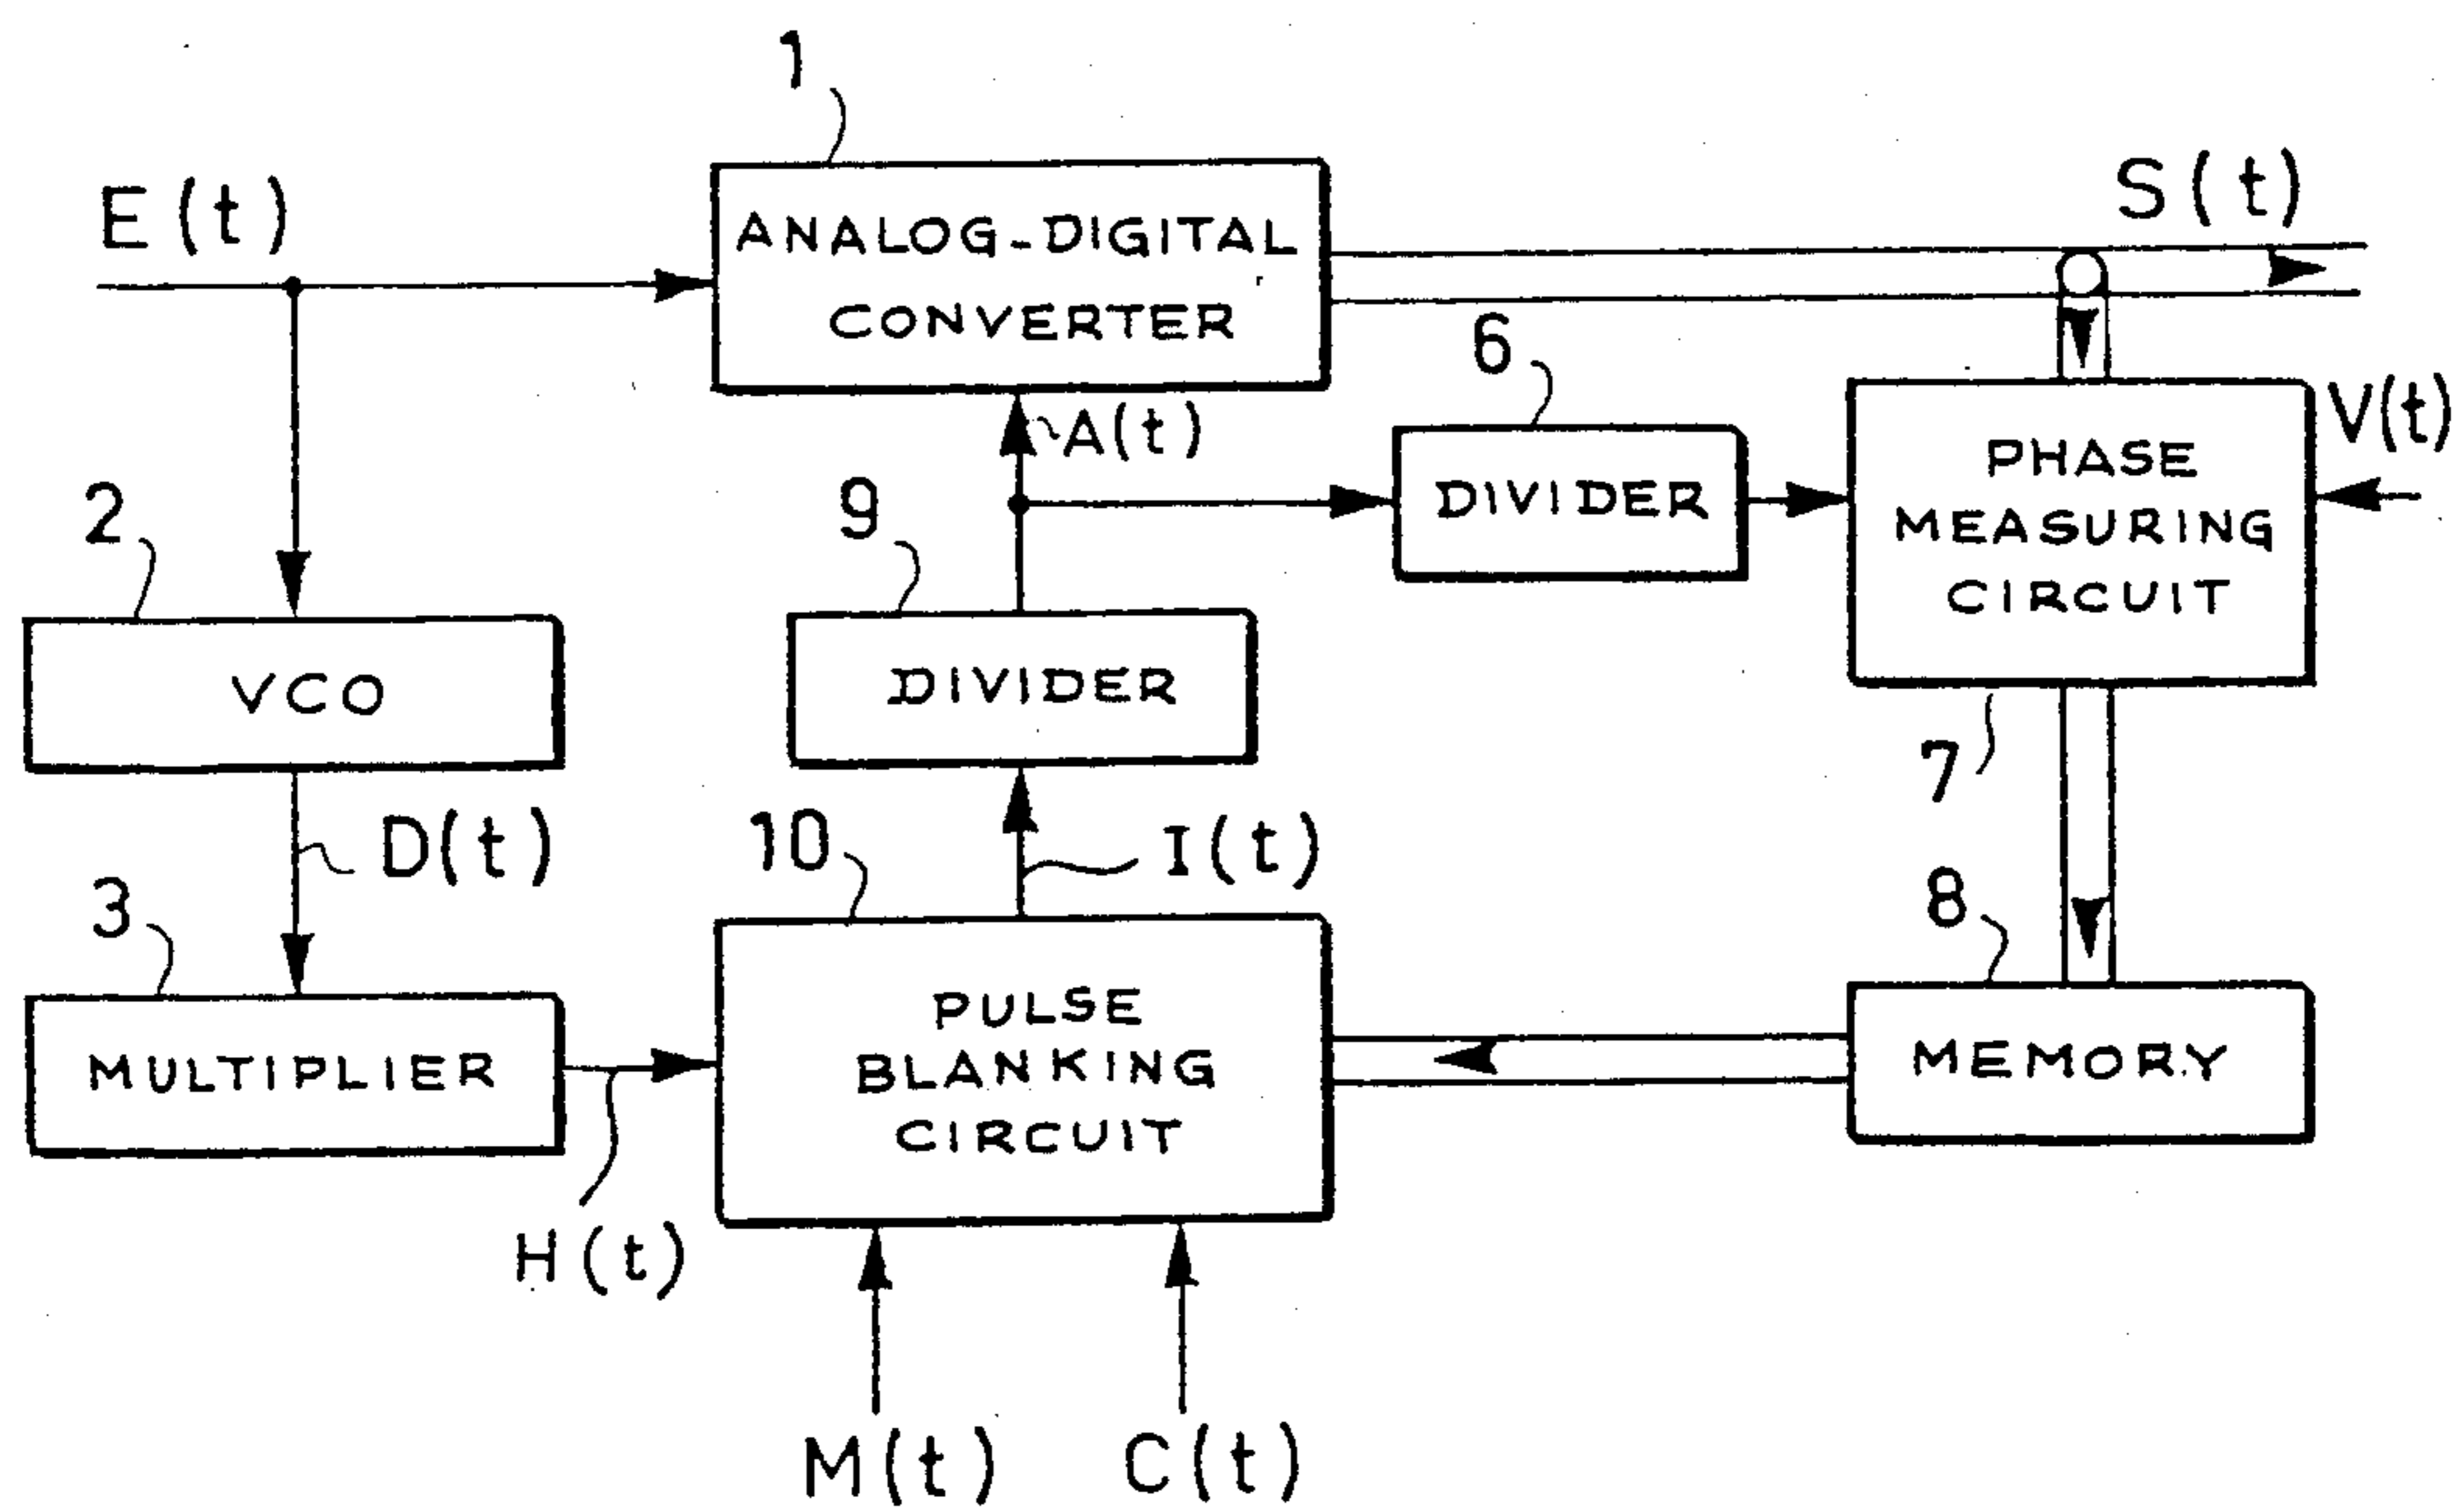 1
E(t)
ANALOG-DIGITAL
CONVERTER
S(t)
A(t)
6
DIVIDER
V(t)
PHASE
MEASURING
CIRCUIT
2
VCO
9
DIVIDER
7
D(t)
10
I(t)
3
MULTIPLIER
H(t)
PULSE
BLANKING
CIRCUIT
8
MEMORY
M(t)
C(t)